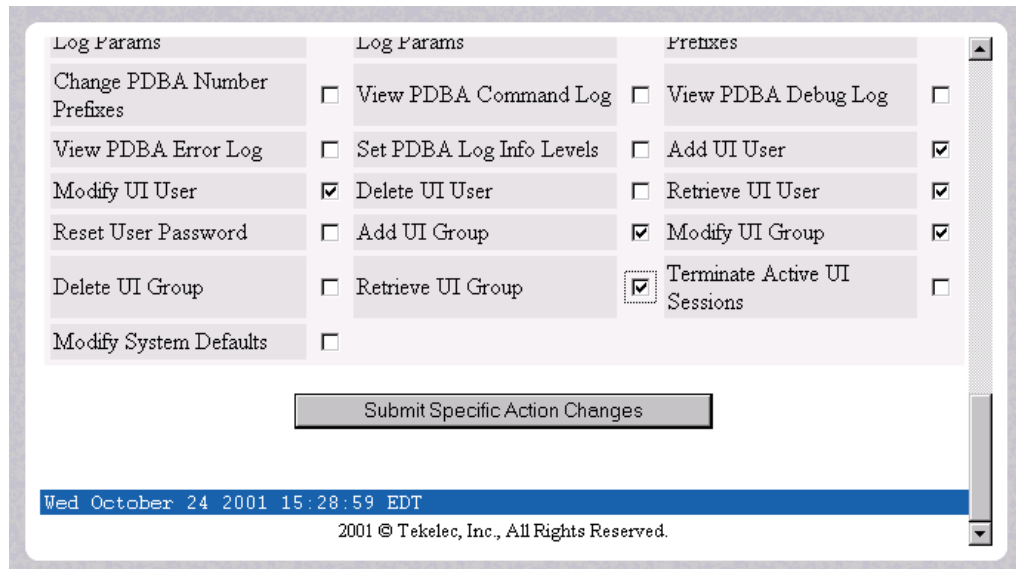 Log Params Log Params Prefixes
Change PDBA Number Prefixes View PDBA Command Log View PDBA Debug Log
View PDBA Error Log Set PDBA Log Info Levels Add UI User
Modify UI User Delete UI User Retrieve UI User
Reset User Password Add UI Group Modify UI Group
Delete UI Group Retrieve UI Group Terminate Active UI Sessions
Modify System Defaults
Submit Specific Action Changes
Wed October 24 2001 15:28:59 EDT
2001 © Tekelec, Inc., All Rights Reserved.